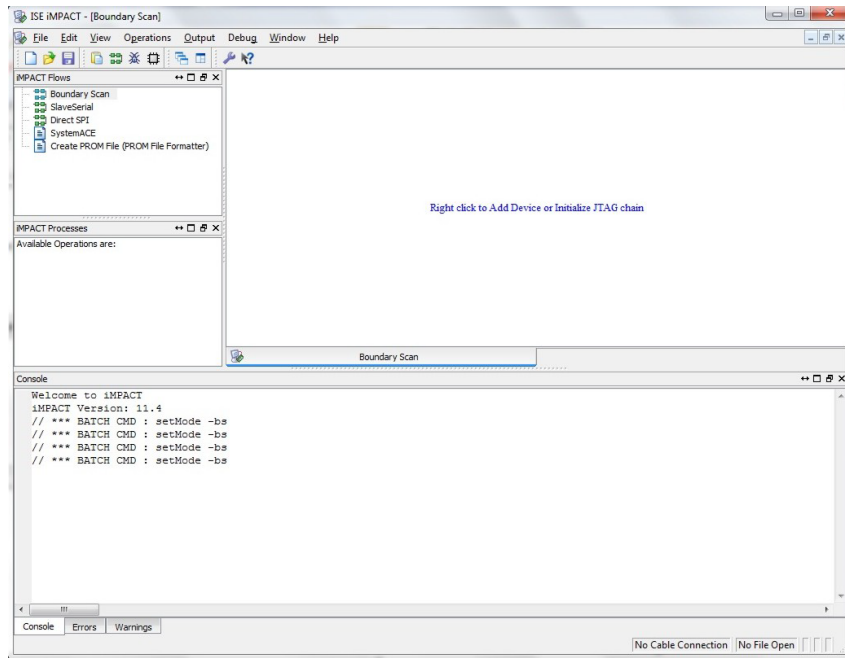 ISE iMPACT - [Boundary Scan]
File Edit View Operations Output Debug Window Help
iMPACT Flows
Boundary Scan
SlaveSerial
Direct SPI
SystemACE
Create PROM File (PROM File Formatter)
Right click to Add Device or Initialize JTAG chain
iMPACT Processes
Available Operations are:
Boundary Scan
Console
Welcome to iMPACT
iMPACT Version: 11.4
// *** BATCH CMD : setMode -bs
// *** BATCH CMD : setMode -bs
// *** BATCH CMD : setMode -bs
// *** BATCH CMD : setMode -bs
Console Errors Warnings
No Cable Connection No File Open